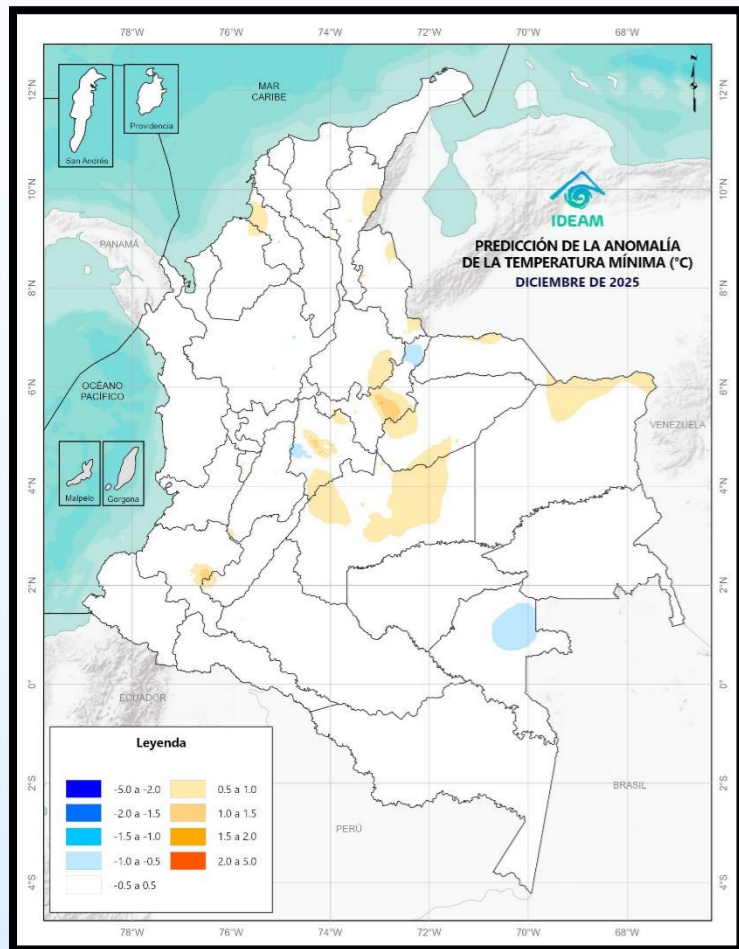 78°W 76°W 74°W 72°W 70°W 68°W
12°N
10°N
8°N
6°N
4°N
2°N
0°
2°S
4°S
12°N
10°N
8°N
6°N
4°N
2°N
0°
2°S
4°S
N
MAR
CARIBE
San Andrés
Providencia
PANAMÁ
IDEAM
PREDICCIÓN DE LA ANOMALÍA
DE LA TEMPERATURA MÍNIMA (°C)
DICIEMBRE DE 2025
OCÉANO
PACÍFICO
VENEZUELA
Malpelo
Gorgona
ECUADOR
BRASIL
PERÚ
Leyenda
-5.0 a -2.0
-2.0 a -1.5
-1.5 a -1.0
-1.0 a -0.5
-0.5 a 0.5
0.5 a 1.0
1.0 a 1.5
1.5 a 2.0
2.0 a 5.0
78°W 76°W 74°W 72°W 70°W 68°W